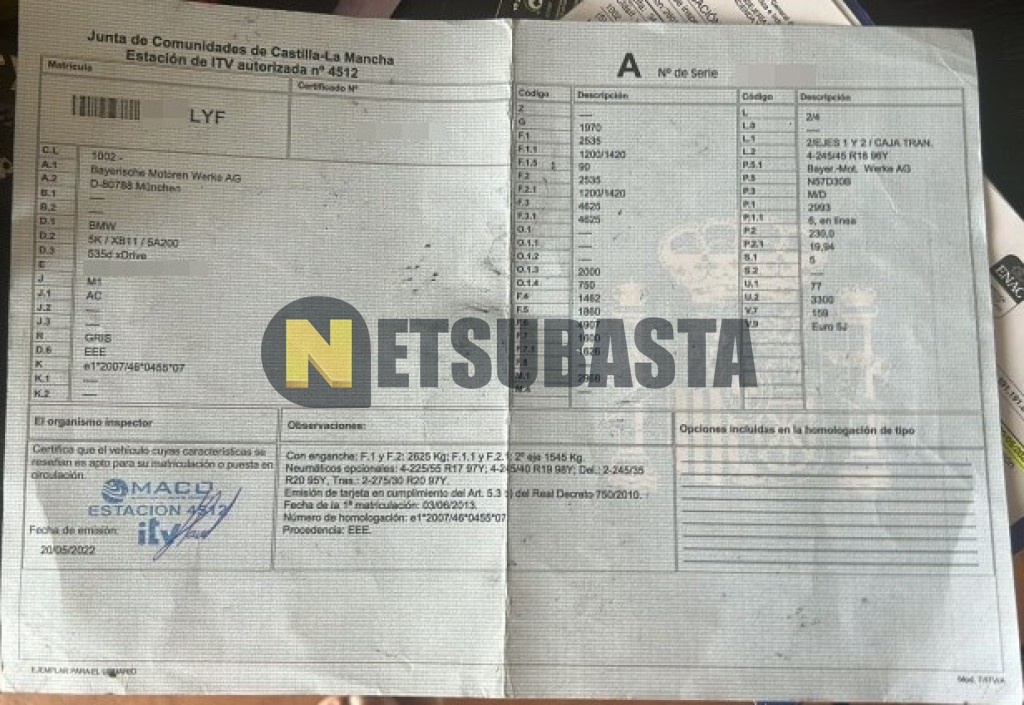 Junta de Comunidades de Castilla-La Mancha
Estación de ITV autorizada nº 4512
Matrícula
Certificado Nº
LYF
C.L 1002 -
A.1 Bayerische Motoren Werke AG
A.2 D-80788 München
B.1 ---
B.2 ---
D.1 BMW
D.2 5K / XB11 / 5A200
D.3 535d xDrive
E
J M1
J.1 AC
J.2 ---
J.3 ---
R GRIS
D.6 EEE
K e1*2007/46*0455*07
K.1 ---
K.2 ---
A Nº de Serie
Código Descripción
Z ---
G 1970
F.1 2535
F.1.1 1200/1420
F.1.5 90
F.2 2535
F.2.1 1200/1420
F.3 4625
F.3.1 4625
O.1 ---
O.1.1 ---
O.1.2 ---
O.1.3 2000
O.1.4 750
F.4 1462
F.5 1860
4907
F.7 1600
F.7.1 1626
M.1
M.4 ---
Código Descripción
L 2/4
L.0 ---
L.1 2/EJES 1 Y 2 / CAJA TRAN.
L.2 4-245/45 R18 96Y
P.5.1 Bayer.-Mot. Werke AG
P.5 N57D30B
P.3 M/D
P.1 2993
P.1.1 6, en línea
P.2 230,0
P.2.1 19,94
S.1 5
S.2 ---
U.1 77
U.2 3300
V.7 159
V.9 Euro 5J
NETSUBASTA
El organismo inspector
Certifica que el vehículo cuyas características se
reseñan es apto para su matriculación o puesta en
circulación.
MACO
ESTACIÓN 4512
itv
Fecha de emisión:
20/05/2022
Observaciones:
Con enganche: F.1 y F.2: 2625 Kg; F.1.1 y F.2.1: 2º eje 1545 Kg.
Neumáticos opcionales: 4-225/55 R17 97Y; 4-245/40 R19 98Y; Del.: 2-245/35
R20 95Y, Tras.: 2-275/30 R20 97Y.
Emisión de tarjeta en cumplimiento del Art. 5.3 b) del Real Decreto 750/2010.
Fecha de la 1ª matriculación: 03/06/2013.
Número de homologación: e1*2007/46*0455*07
Procedencia: EEE.
Opciones incluidas en la homologación de tipo
EJEMPLAR PARA EL USUARIO
ENAC